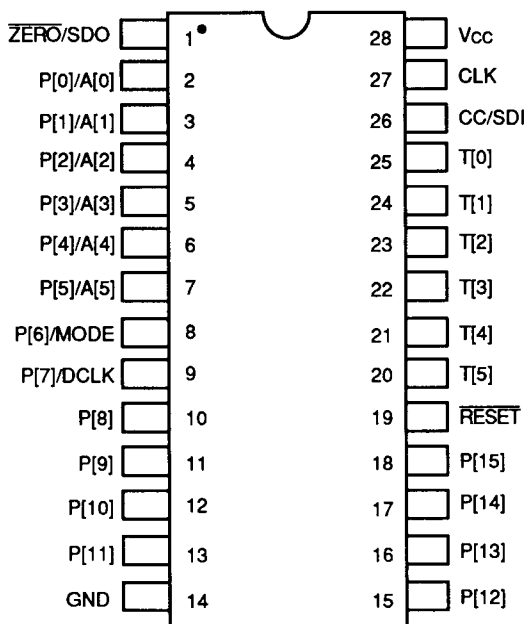 ZERO/SDO 1 28 Vcc
P[0]/A[0] 2 27 CLK
P[1]/A[1] 3 26 CC/SDI
P[2]/A[2] 4 25 T[0]
P[3]/A[3] 5 24 T[1]
P[4]/A[4] 6 23 T[2]
P[5]/A[5] 7 22 T[3]
P[6]/MODE 8 21 T[4]
P[7]/DCLK 9 20 T[5]
P[8] 10 19 RESET
P[9] 11 18 P[15]
P[10] 12 17 P[14]
P[11] 13 16 P[13]
GND 14 15 P[12]